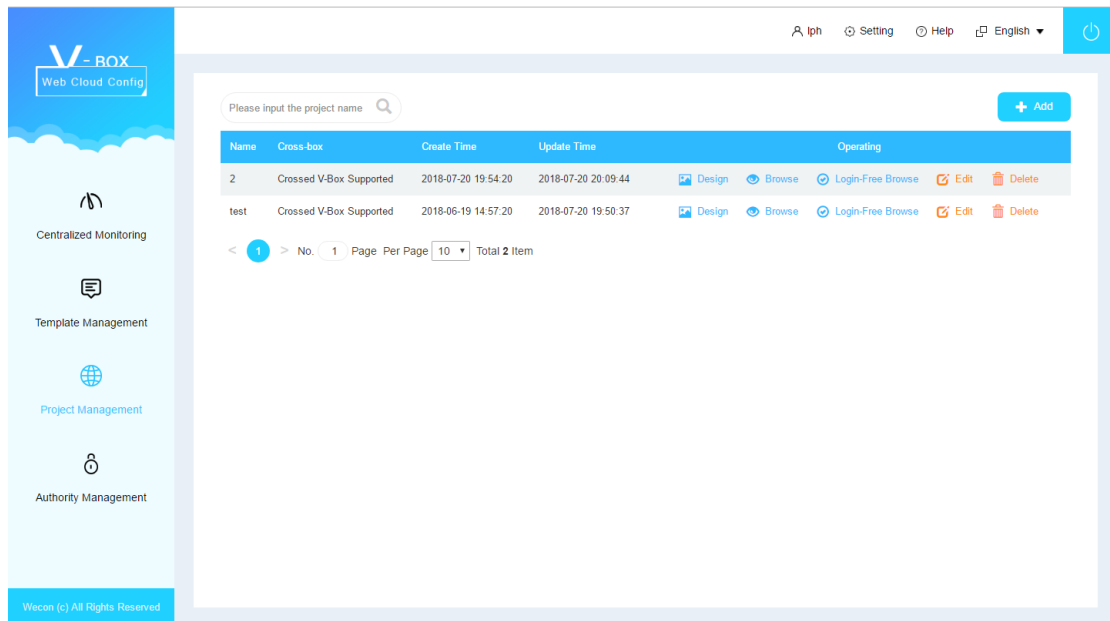 V - BOX
Web Cloud Config
lph Setting Help English
Please input the project name
Add
Name Cross-box Create Time Update Time Operating
2 Crossed V-Box Supported 2018-07-20 19:54:20 2018-07-20 20:09:44 Design Browse Login-Free Browse Edit Delete
test Crossed V-Box Supported 2018-06-19 14:57:20 2018-07-20 19:50:37 Design Browse Login-Free Browse Edit Delete
< 1 > No. 1 Page Per Page 10 Total 2 Item
Centralized Monitoring
Template Management
Project Management
Authority Management
Wecon (c) All Rights Reserved